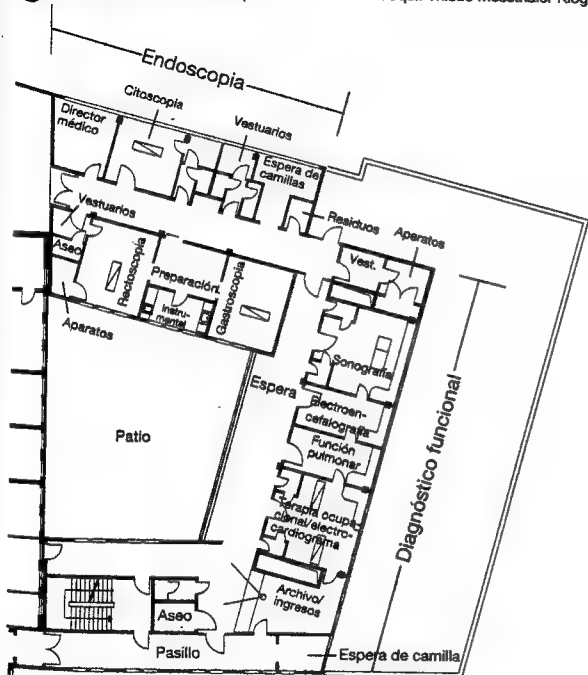 Endoscopia
Citoscopia
Director
médico
Vestuarios
Espera de
camillas
Residuos
Aparatos
Vestuarios
Vest.
Aseo
Rectoscopia
Preparación
Instru-
mental
Gastroscopia
Aparatos
Sonografía
Espera
Electroen-
cefalografía
Función
pulmonar
Patio
Diagnóstico funcional
Terapia ocupa-
cional/electro-
cardiograma
Archivo/
ingresos
Aseo
Pasillo
Espera de camilla